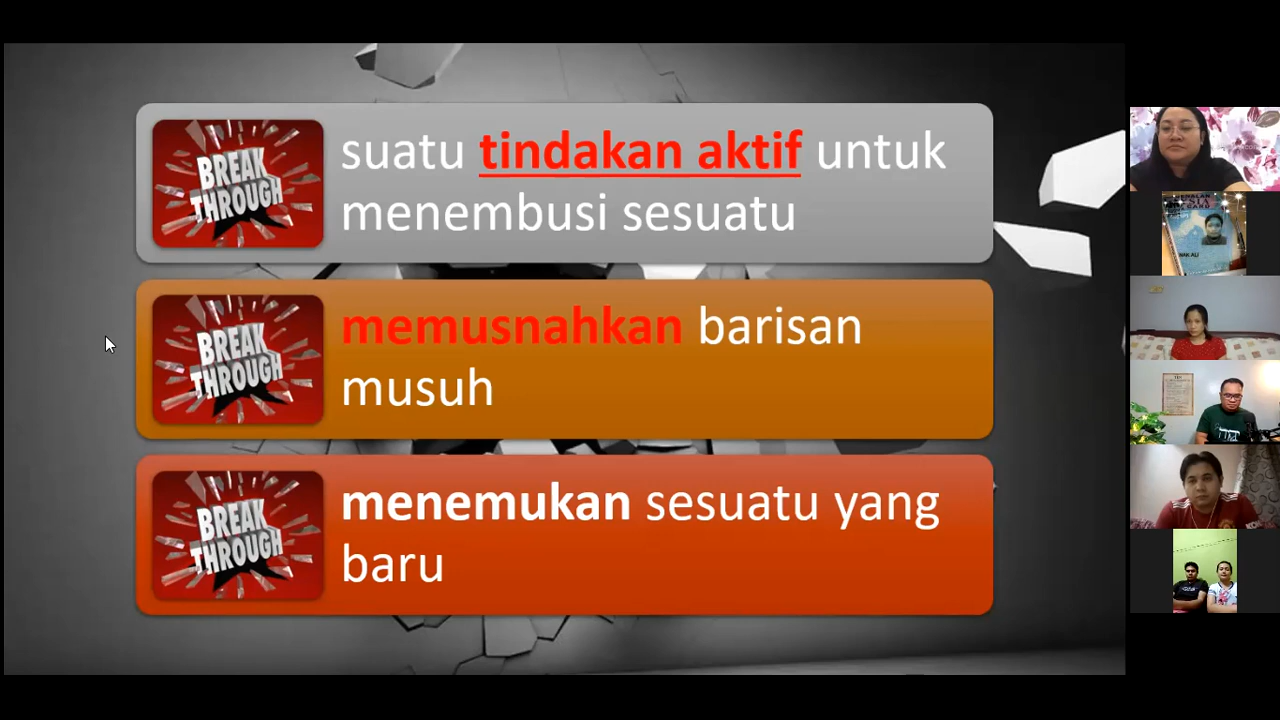 BREAK
THROUGH
suatu tindakan aktif untuk
menembusi sesuatu
BREAK
THROUGH
memusnahkan barisan
musuh
BREAK
THROUGH
menemukan sesuatu yang
baru